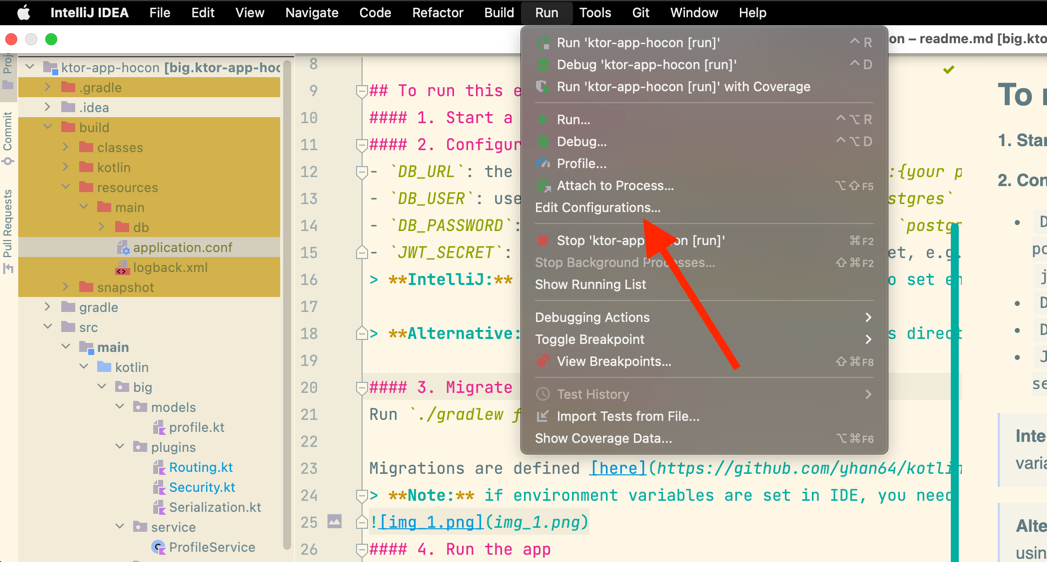 IntelliJ IDEA File Edit View Navigate Code Refactor Build Run Tools Git Window Help
on – readme.md [big.kto
Proj
Commit
Pull Requests
ktor-app-hocon [big.ktor-app-hoc
.gradle
.idea
build
classes
kotlin
resources
main
db
application.conf
logback.xml
snapshot
gradle
src
main
kotlin
big
models
profile.kt
plugins
Routing.kt
Security.kt
Serialization.kt
service
ProfileService
8
9 ## To run this e
10 #### 1. Start a
11 #### 2. Configur
12 - `DB_URL`: the :{your p
13 - `DB_USER`: use stgres`
14 - `DB_PASSWORD`: `postgr
15 - `JWT_SECRET`: et, e.g.
16 > **IntelliJ:** o set en
17
18 > **Alternative: s direct
19
20 #### 3. Migrate
21 Run `./gradlew f
22
23 Migrations are defined [here](https://github.com/yhan64/kotlin
24 > **Note:** if environment variables are set in IDE, you need
25 ![img_1.png](img_1.png)
26 #### 4. Run the app
Run 'ktor-app-hocon [run]' ⌃R
Debug 'ktor-app-hocon [run]' ⌃D
Run 'ktor-app-hocon [run]' with Coverage
Run... ⌃⌥R
Debug... ⌃⌥D
Profile...
Attach to Process... ⌥⇧F5
Edit Configurations...
Stop 'ktor-app-hocon [run]' ⌘F2
Stop Background Processes... ⇧⌘F2
Show Running List
Debugging Actions
Toggle Breakpoint
View Breakpoints... ⇧⌘F8
Test History
Import Tests from File...
Show Coverage Data... ⌥⌘F6
To r
1. Star
2. Con
D
po
j
D
D
J
se
Inte
varia
Alte
usin